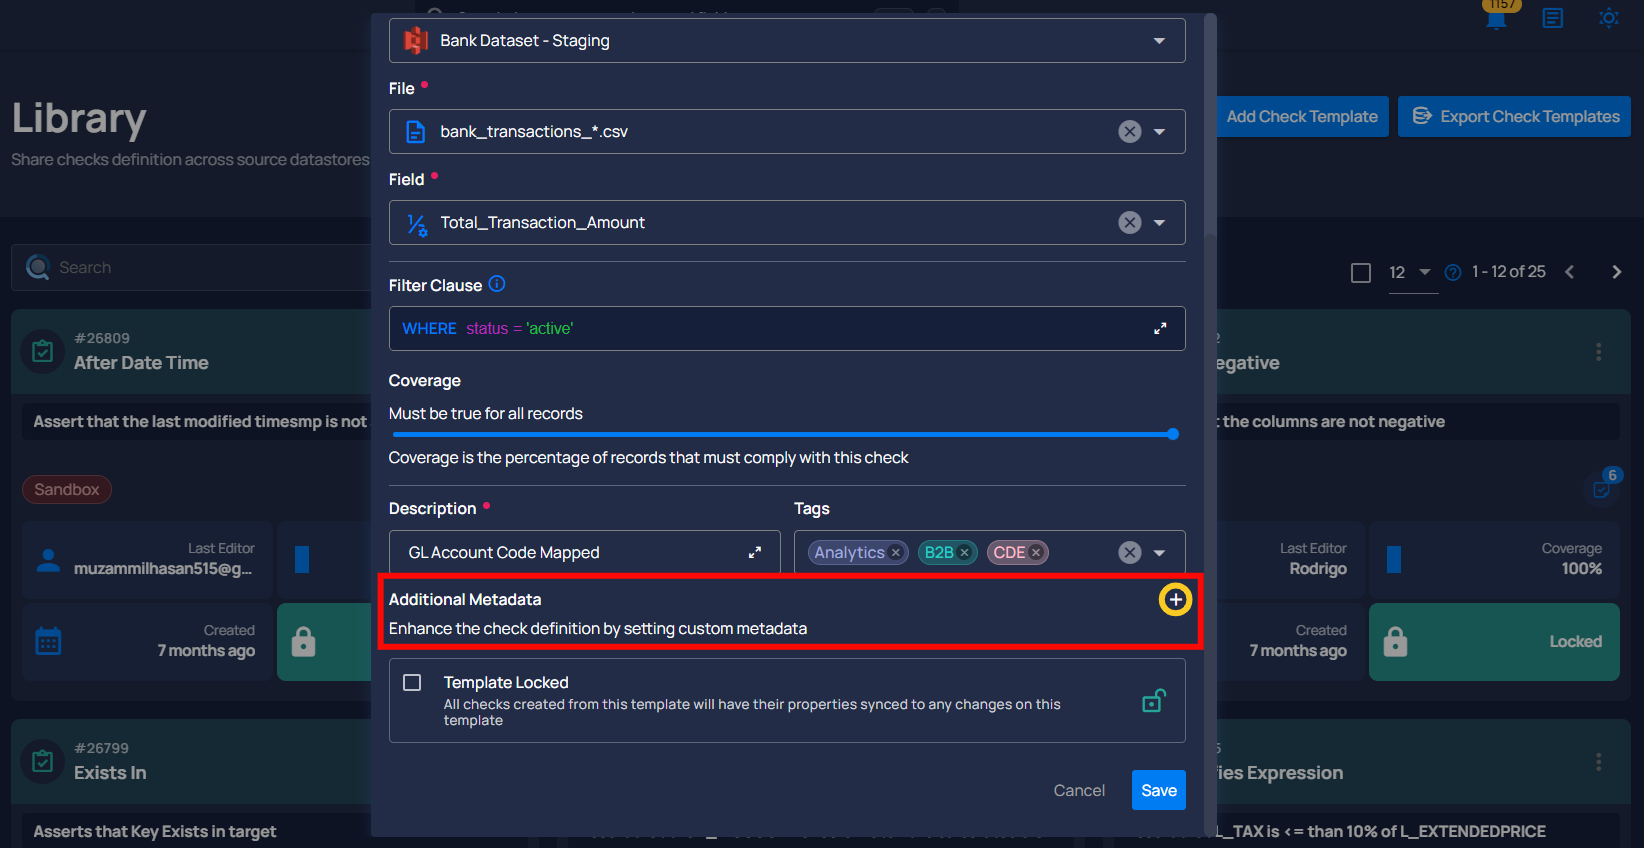 1157
Bank Dataset - Staging
Library
Share checks definition across source datastores
Add Check Template
Export Check Templates
File
bank_transactions_*.csv
Field
Total_Transaction_Amount
Search
12
1 - 12 of 25
Filter Clause
WHERE status = 'active'
Coverage
Must be true for all records
Coverage is the percentage of records that must comply with this check
Description
Tags
GL Account Code Mapped
Analytics
B2B
CDE
Additional Metadata
Enhance the check definition by setting custom metadata
Template Locked
All checks created from this template will have their properties synced to any changes on this
template
Cancel
Save
#26809
After Date Time
Assert that the last modified timesmp is not
Sandbox
Last Editor
muzammilhasan515@g...
Created
7 months ago
2
egative
t the columns are not negative
6
Last Editor
Rodrigo
Coverage
100%
Created
7 months ago
Locked
#26799
Exists In
Asserts that Key Exists in target
5
fies Expression
L_TAX is <= than 10% of L_EXTENDEDPRICE